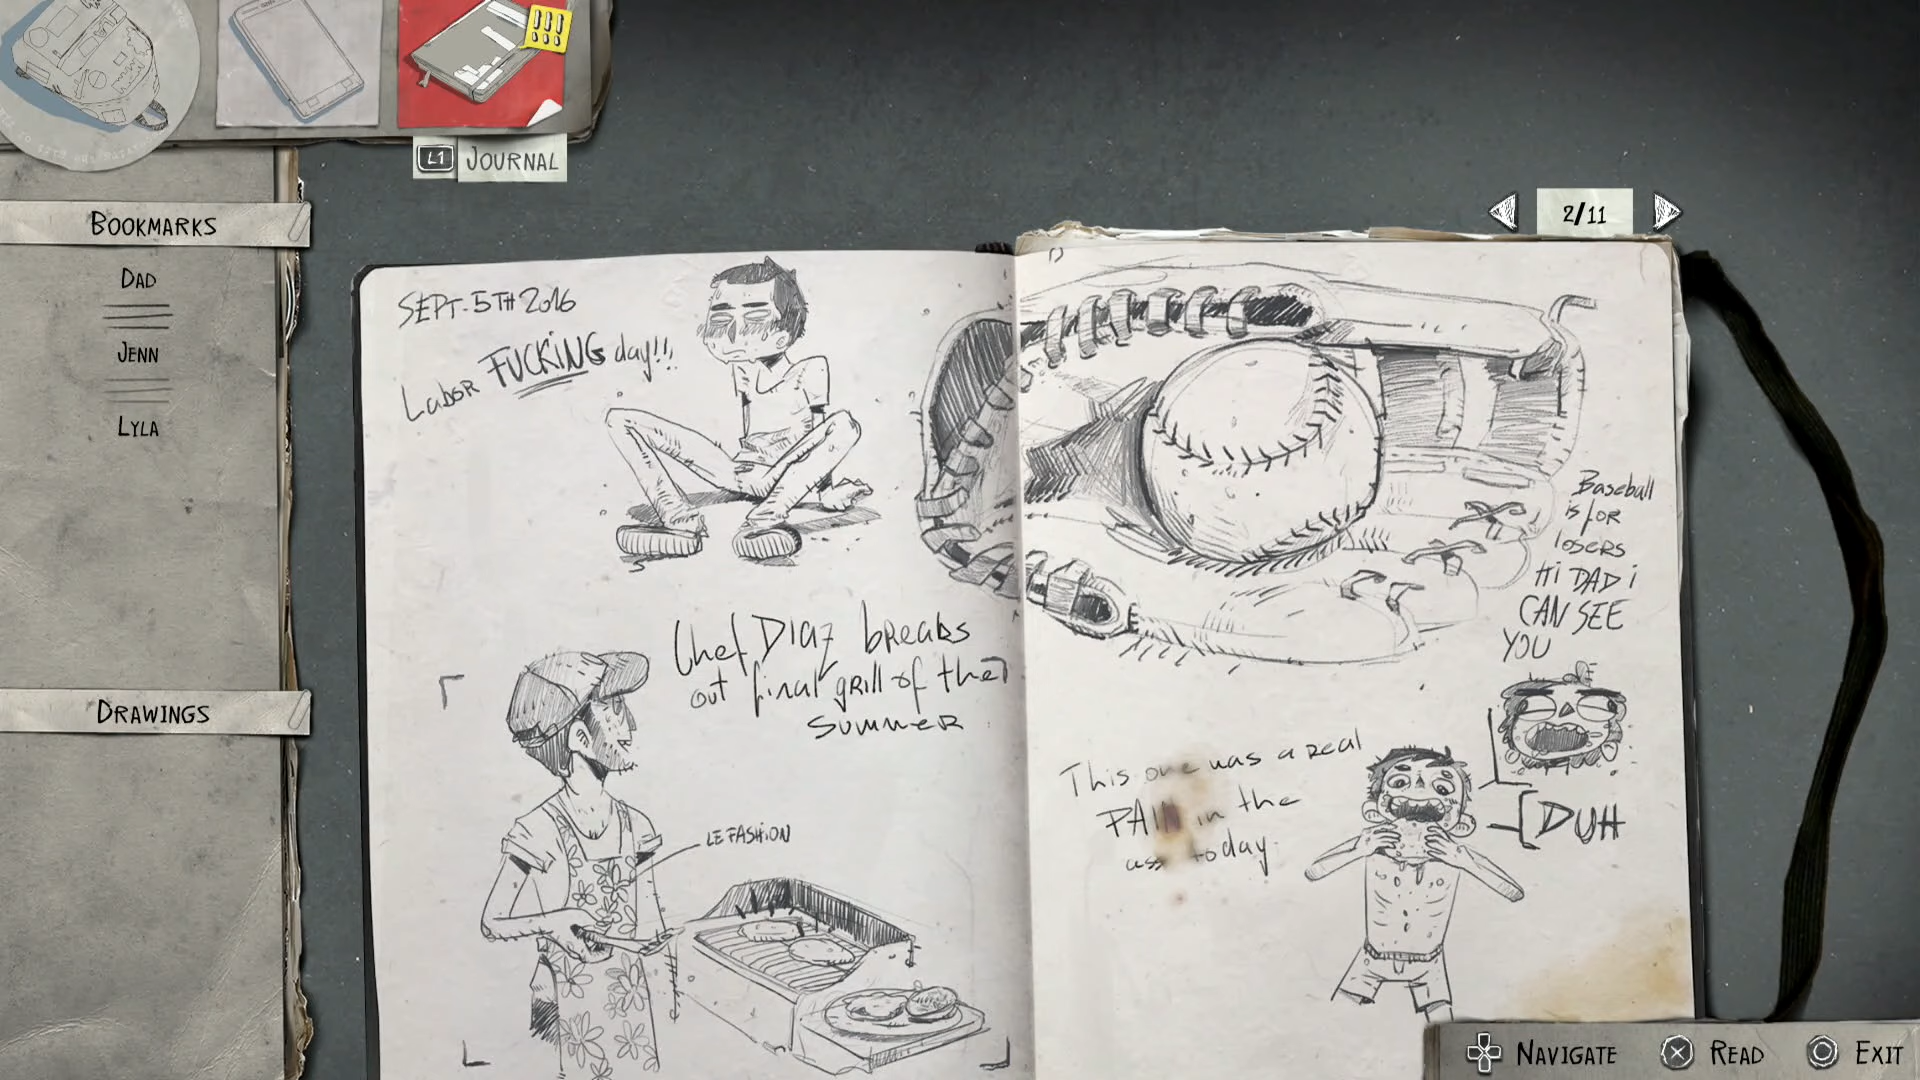 L1 JOURNAL
BOOKMARKS
DAD
JENN
LYLA
DRAWINGS
2/11
SEPT. 5TH 2016
LABOR FUCKING day!!
Chef DIAZ breaks
out final grill of the
summer
LE FASHION
Baseball
is for
losers
Hi DAD i
CAN SEE
YOU
This one was a real
PAIN in the
ass today
DUH
NAVIGATE
READ
EXIT